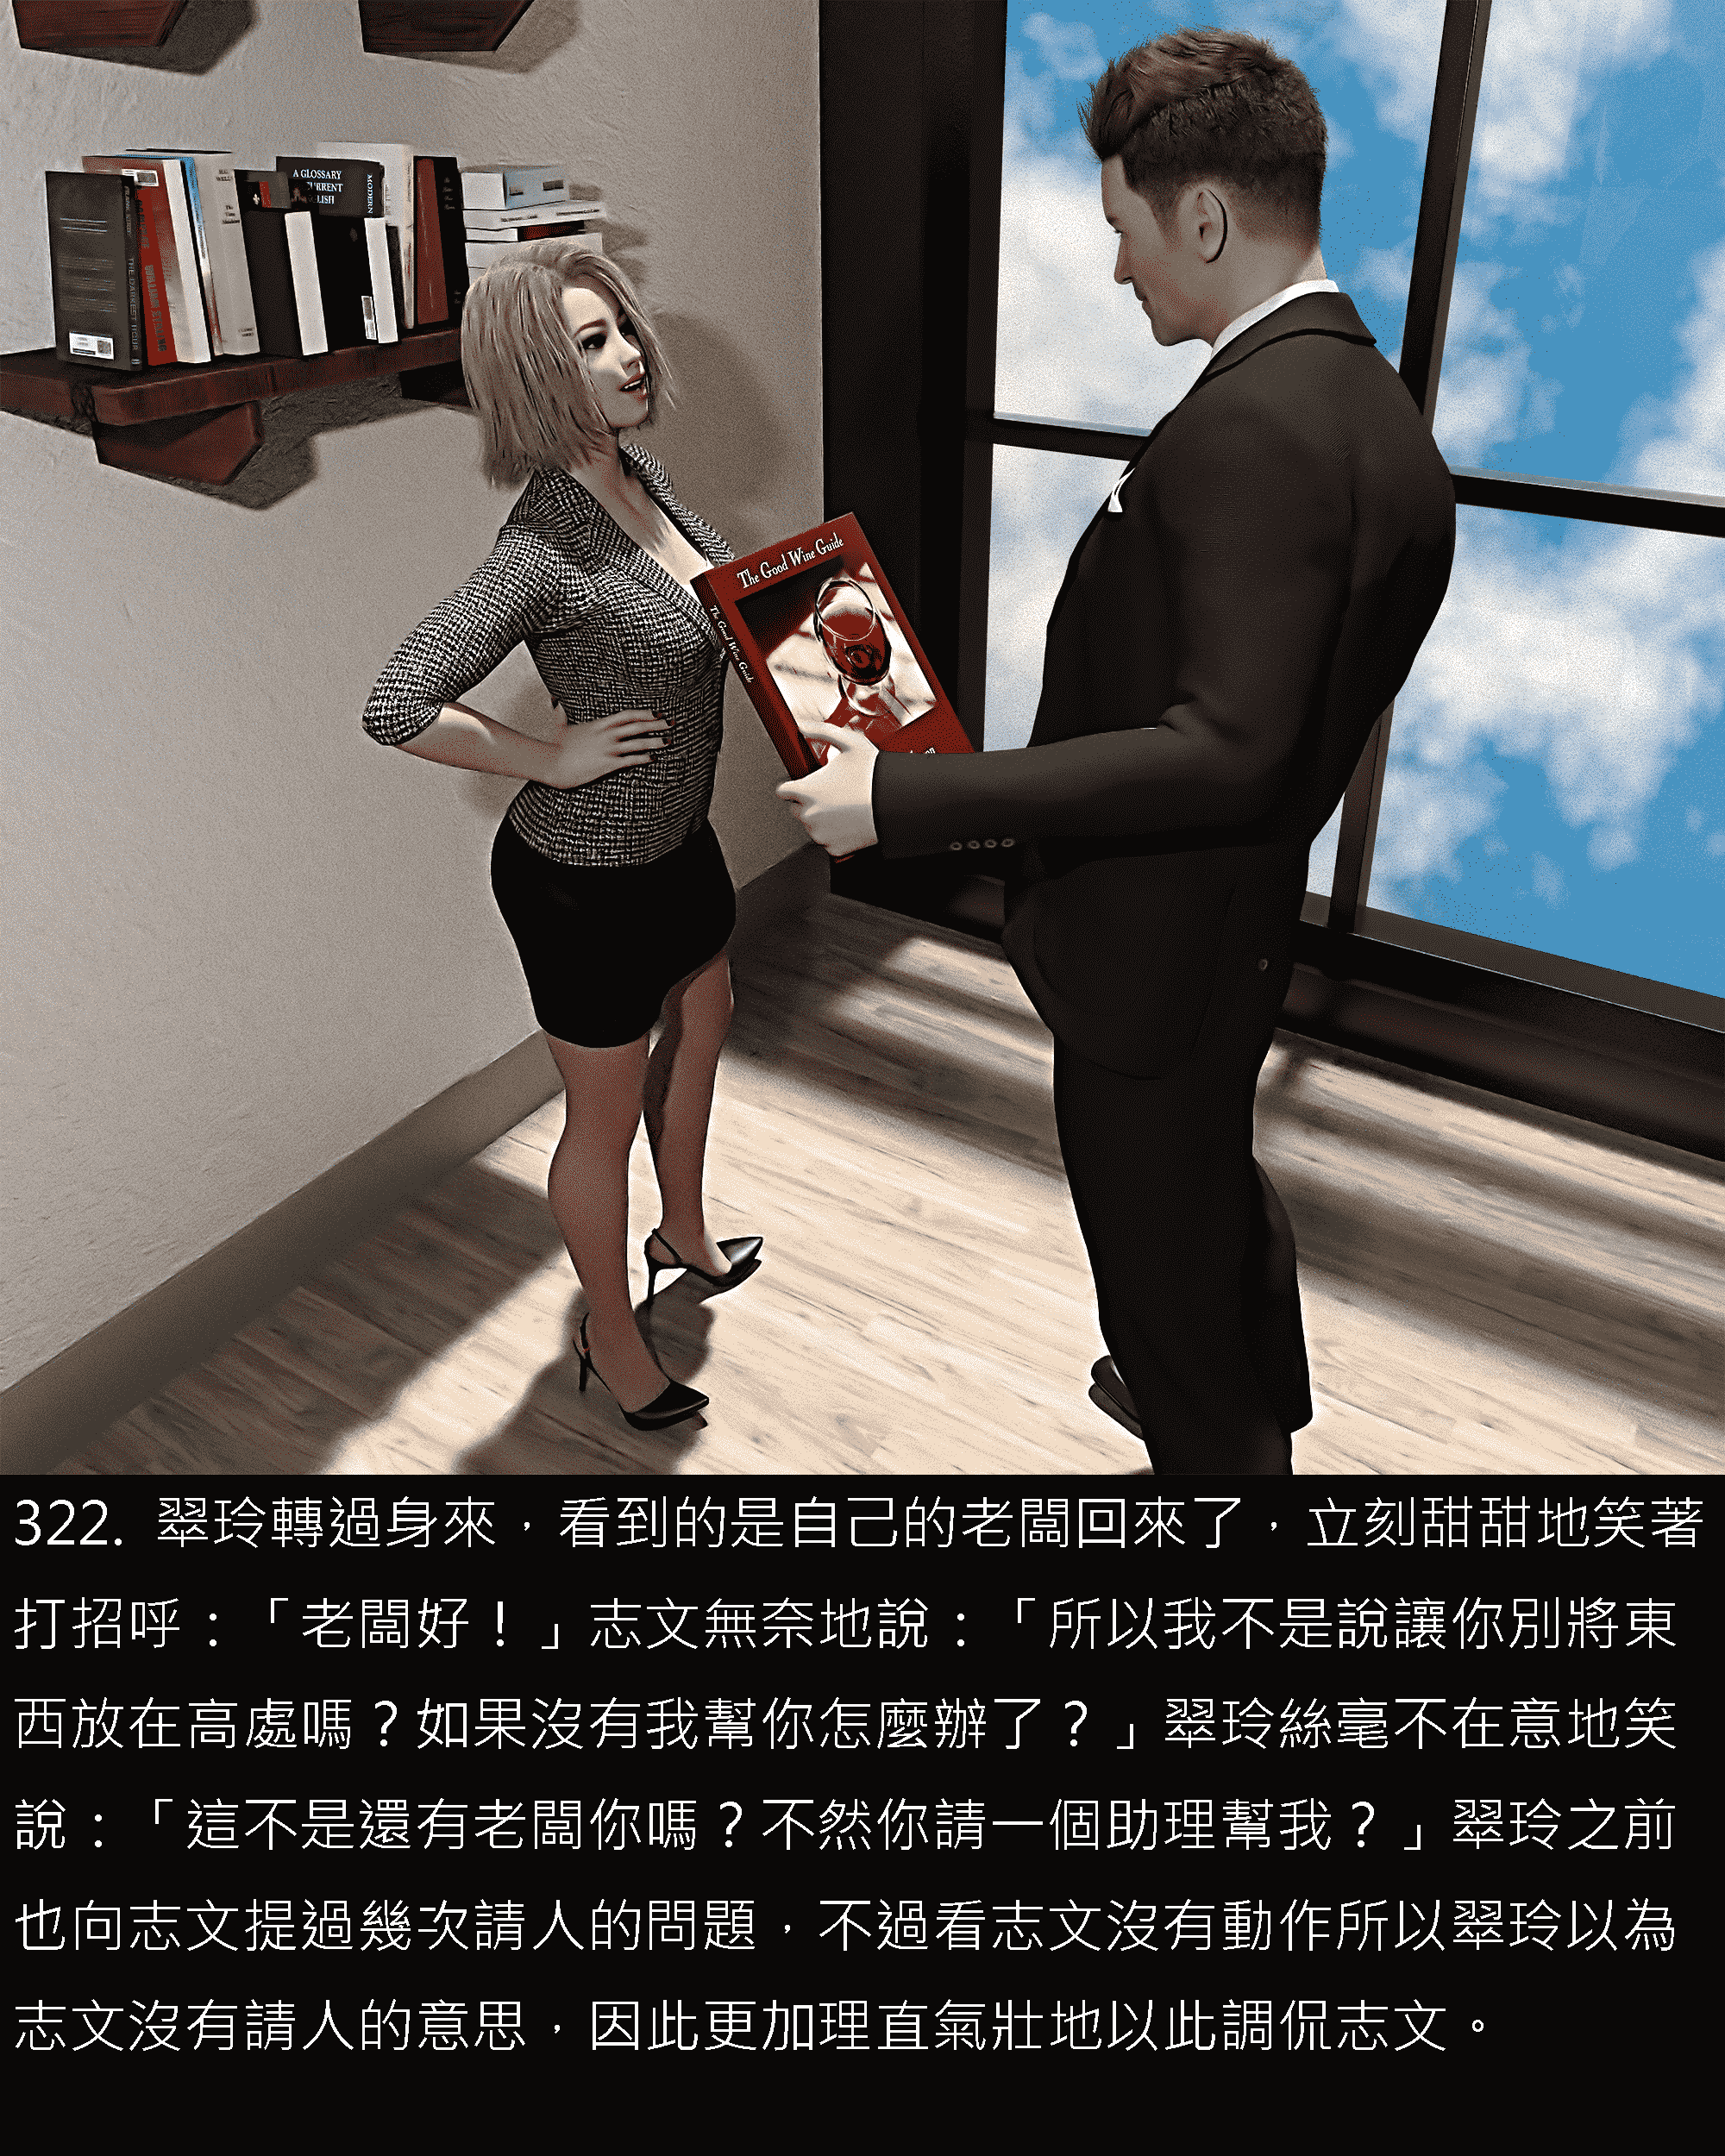 A GLOSSARY
MODERN
THE DARKEST HOUR
The Good Wine Guide
The Good Wine Guide
322. 翠玲轉過身來，看到的是自己的老闆回來了，立刻甜甜地笑著
打招呼：「老闆好！」志文無奈地說：「所以我不是說讓你別將東
西放在高處嗎？如果沒有我幫你怎麼辦了？」翠玲絲毫不在意地笑
說：「這不是還有老闆你嗎？不然你請一個助理幫我？」翠玲之前
也向志文提過幾次請人的問題，不過看志文沒有動作所以翠玲以為
志文沒有請人的意思，因此更加理直氣壯地以此調侃志文。